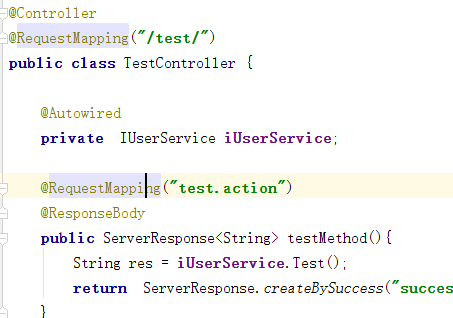 @Controller
@RequestMapping("/test/")
public class TestController {
@Autowired
private  IUserService iUserService;
@RequestMapping("test.action")
@ResponseBody
public ServerResponse<String> testMethod(){
String res = iUserService.Test();
return  ServerResponse.createBySuccess("succes
}